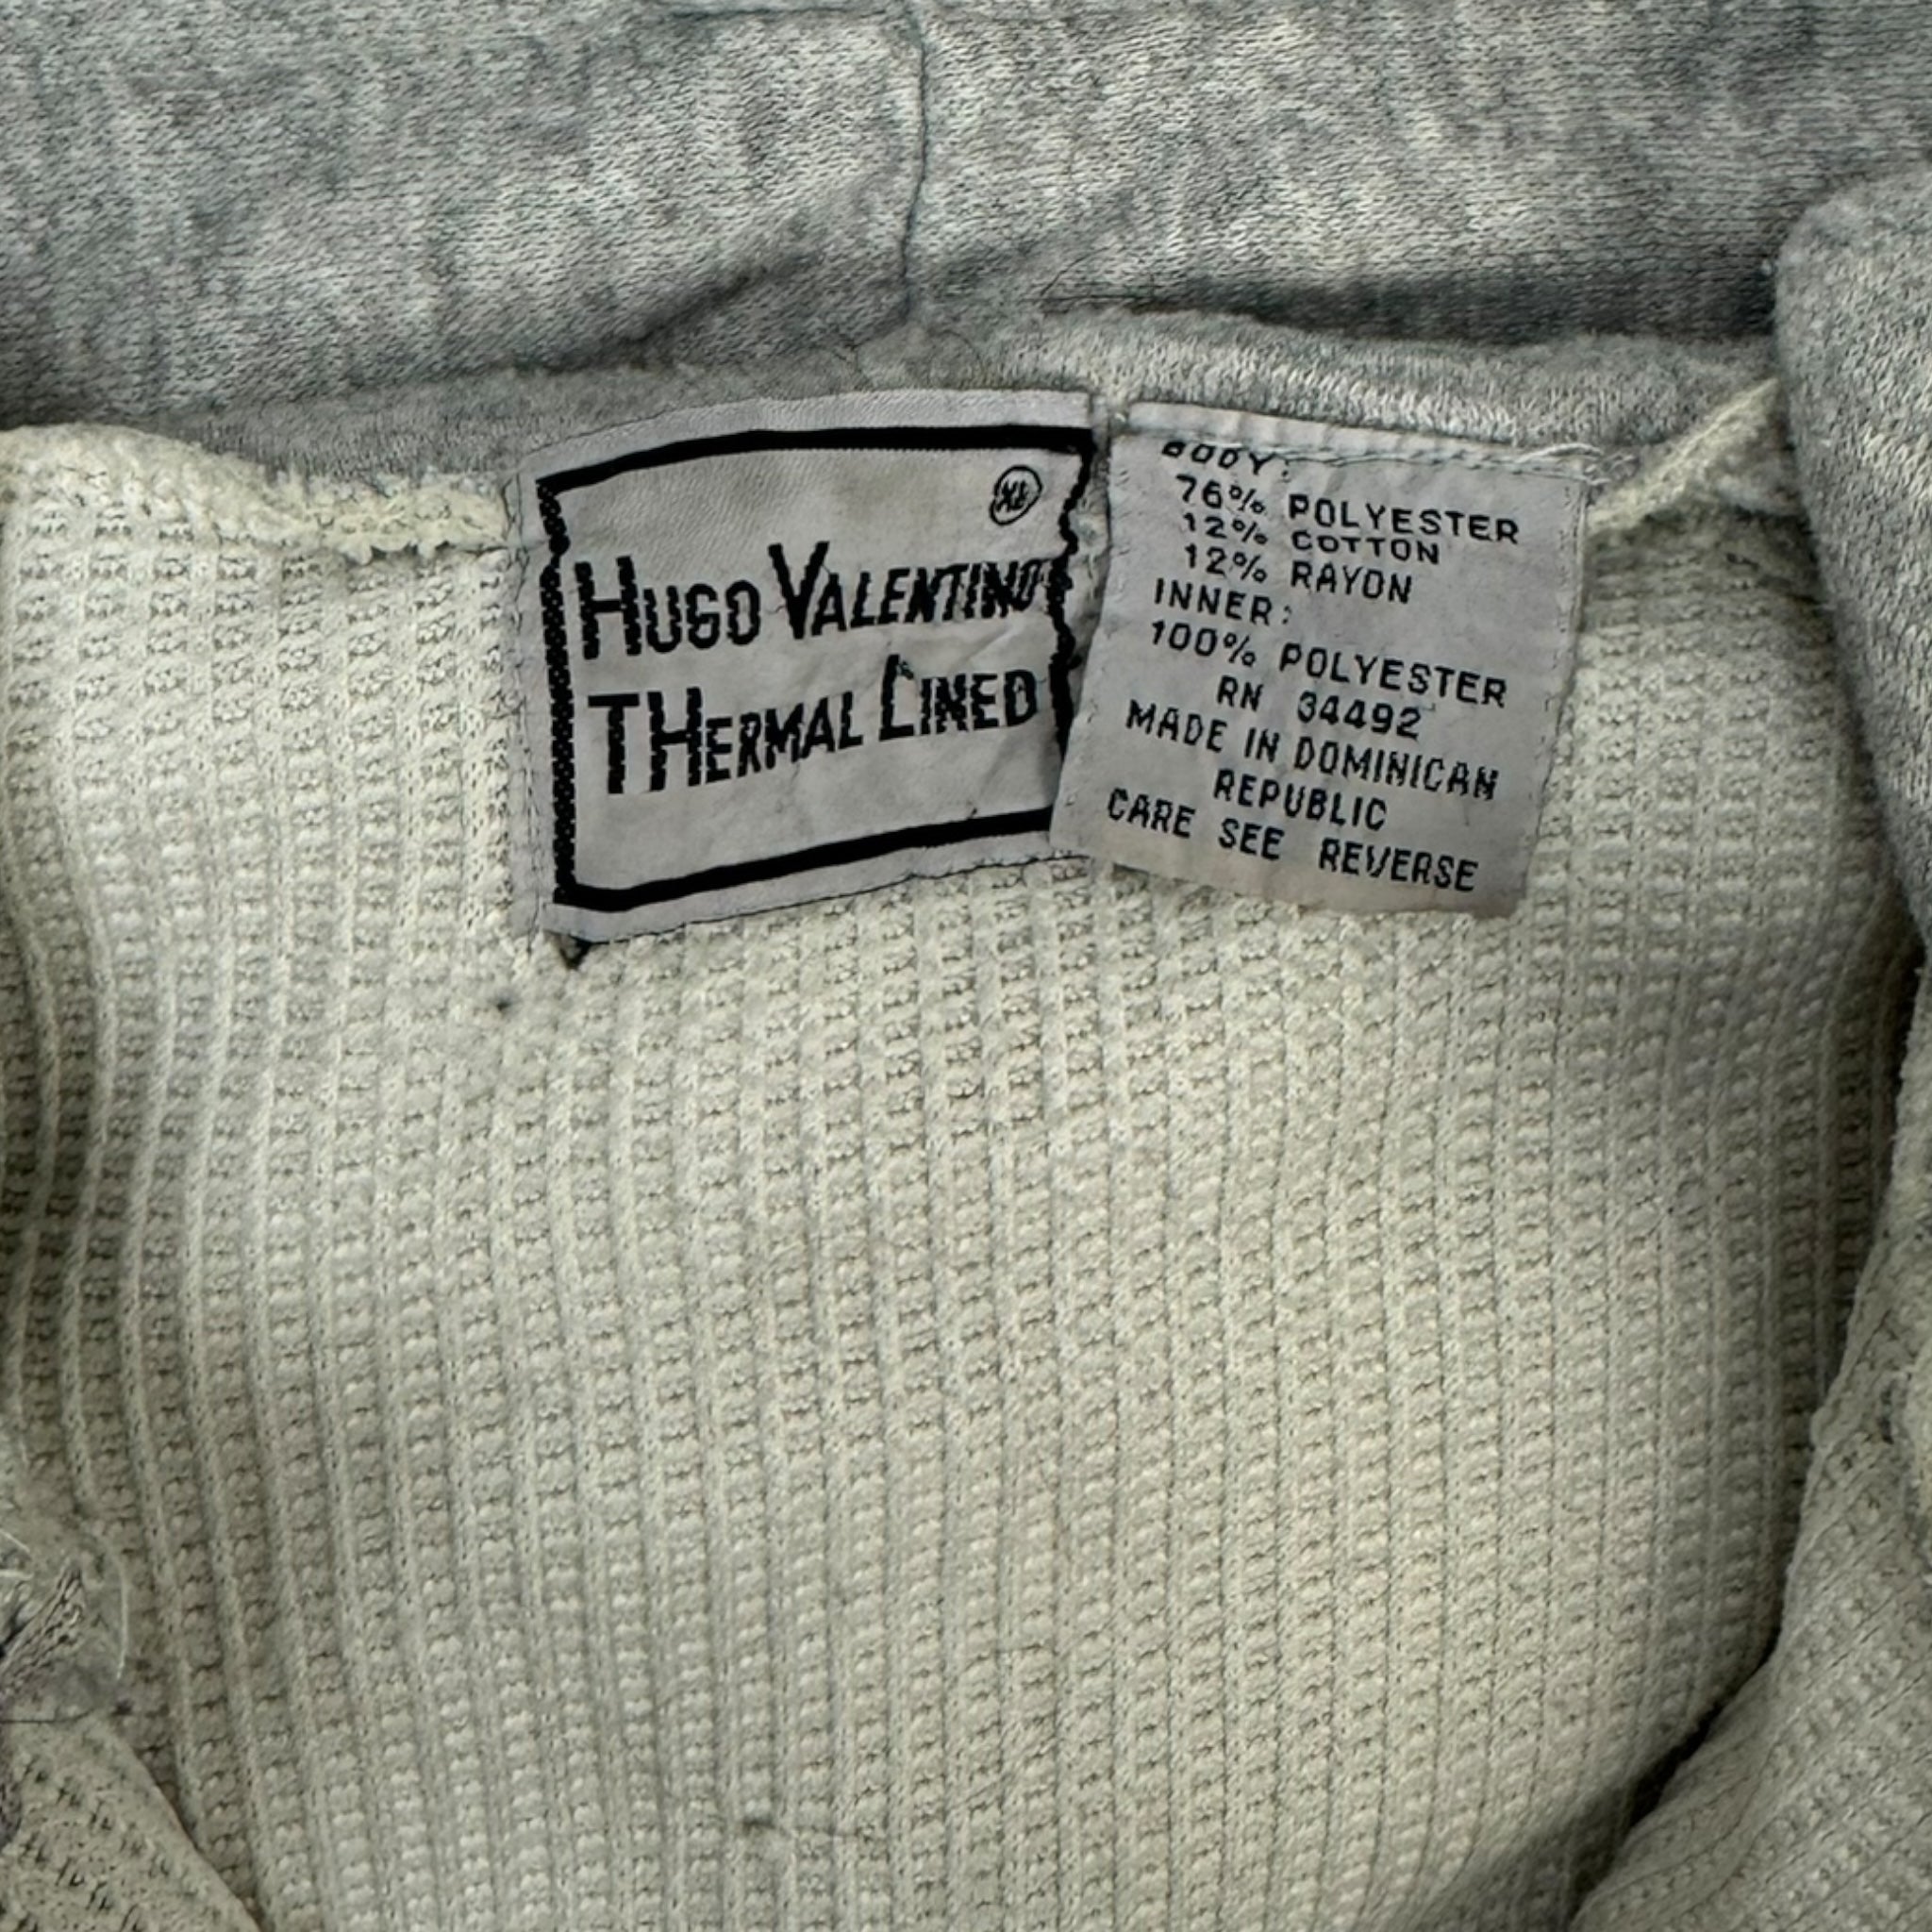 XL
HUGO VALENTINO
THERMAL LINED
BODY:
76% POLYESTER
12% COTTON
12% RAYON
INNER:
100% POLYESTER
RN 34492
MADE IN DOMINICAN
REPUBLIC
CARE SEE REVERSE